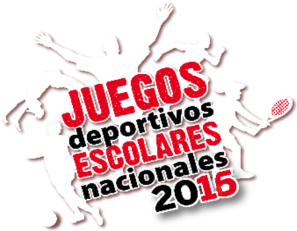 JUEGOS
deportivos
ESCOLARES
nacionales
2016